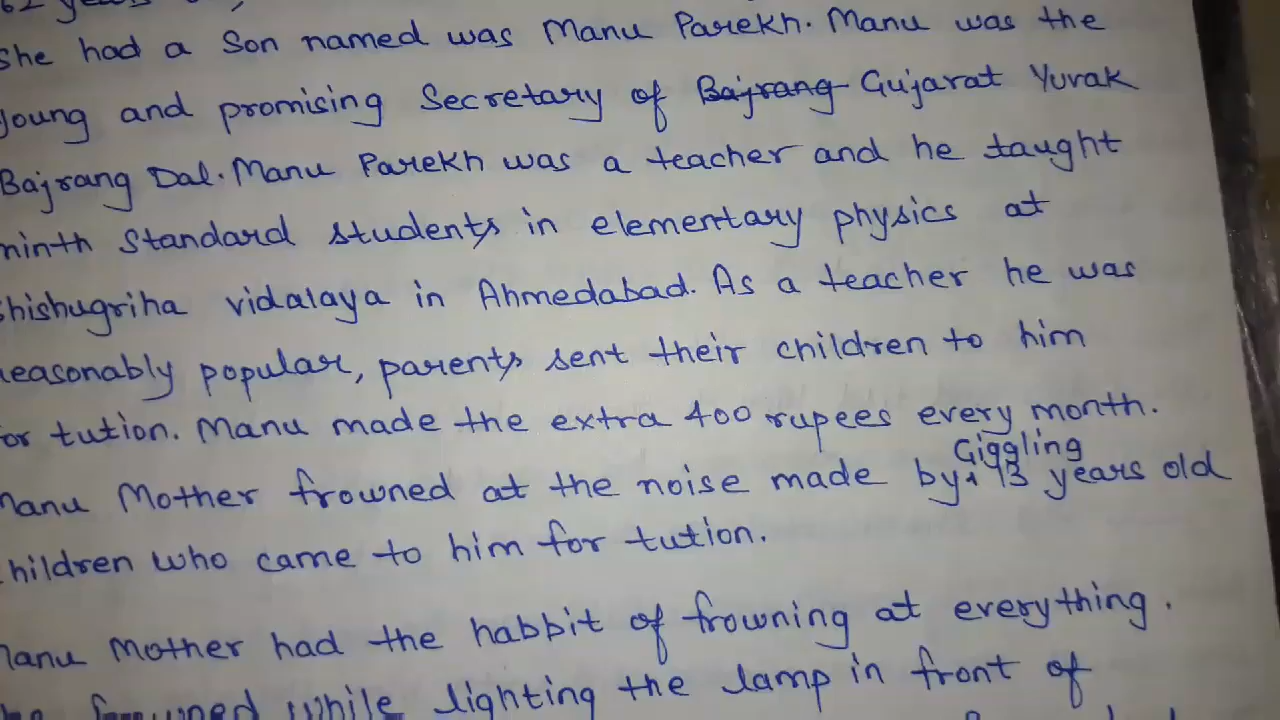 62 years
She had a Son named was Manu Parekh. Manu was the
young and promising Secretary of Bajrang Gujarat Yuvak
Bajrang Dal. Manu Parekh was a teacher and he taught
ninth Standard students in elementary physics at
Shishugriha vidalaya in Ahmedabad. As a teacher he was
reasonably popular, parents sent their children to him
for tution. Manu made the extra 400 rupees every month.
Giggling
Manu Mother frowned at the noise made by 13 years old
children who came to him for tution.
Manu Mother had the habbit of frowning at everything.
frowned while lighting the lamp in front of